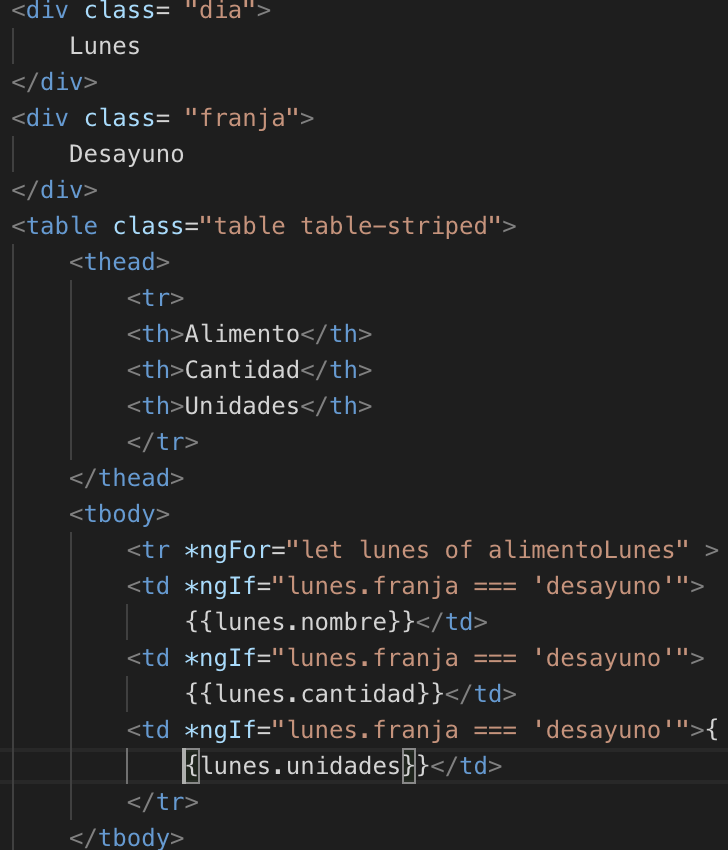 <div class= "dia">
Lunes
</div>
<div class= "franja">
Desayuno
</div>
<table class="table table-striped">
<thead>
<tr>
<th>Alimento</th>
<th>Cantidad</th>
<th>Unidades</th>
</tr>
</thead>
<tbody>
<tr *ngFor="let lunes of alimentoLunes" >
<td *ngIf="lunes.franja === 'desayuno'">
{{lunes.nombre}}</td>
<td *ngIf="lunes.franja === 'desayuno'">
{{lunes.cantidad}}</td>
<td *ngIf="lunes.franja === 'desayuno'">{
{lunes.unidades}}</td>
</tr>
</tbody>